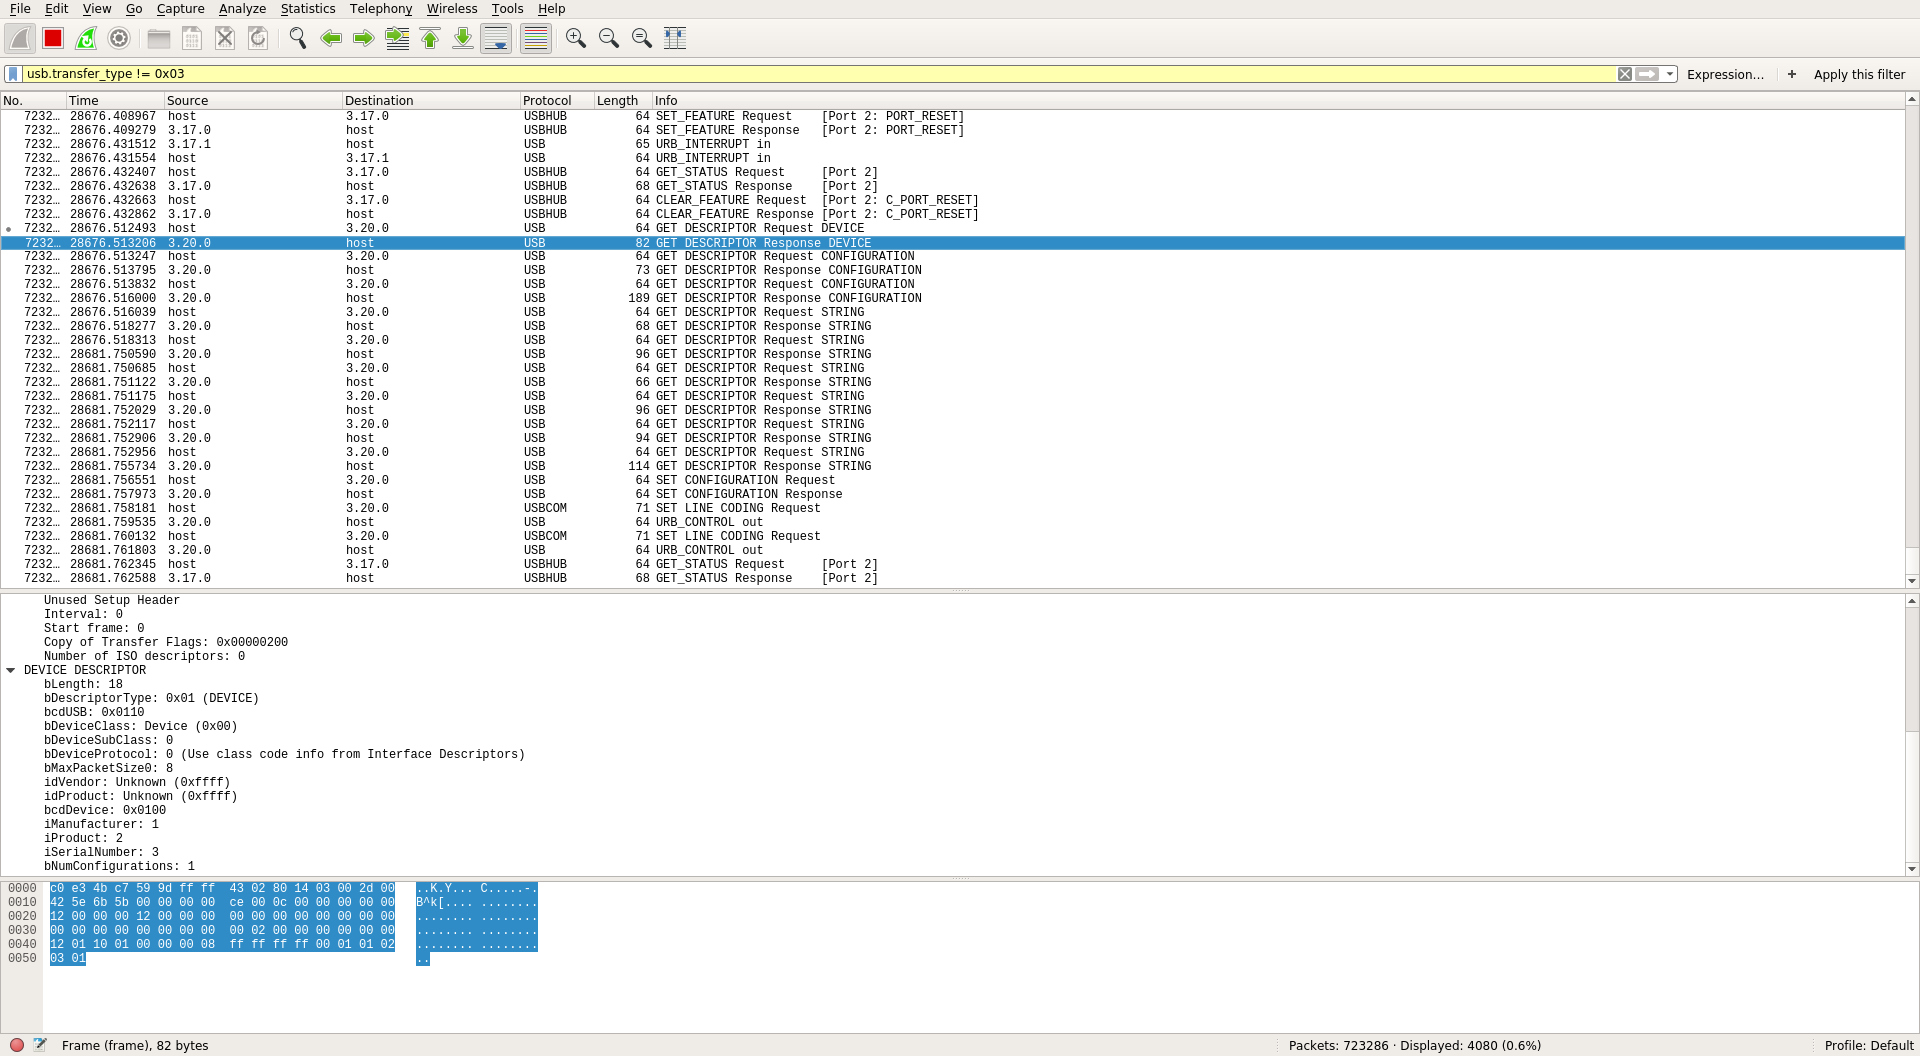 File Edit View Go Capture Analyze Statistics Telephony Wireless Tools Help
usb.transfer_type != 0x03 Expression… + Apply this filter
No. Time Source Destination Protocol Length Info
7232… 28676.408967 host 3.17.0 USBHUB 64 SET_FEATURE Request [Port 2: PORT_RESET]
7232… 28676.409279 3.17.0 host USBHUB 64 SET_FEATURE Response [Port 2: PORT_RESET]
7232… 28676.431512 3.17.1 host USB 65 URB_INTERRUPT in
7232… 28676.431554 host 3.17.1 USB 64 URB_INTERRUPT in
7232… 28676.432407 host 3.17.0 USBHUB 64 GET_STATUS Request [Port 2]
7232… 28676.432638 3.17.0 host USBHUB 68 GET_STATUS Response [Port 2]
7232… 28676.432663 host 3.17.0 USBHUB 64 CLEAR_FEATURE Request [Port 2: C_PORT_RESET]
7232… 28676.432862 3.17.0 host USBHUB 64 CLEAR_FEATURE Response [Port 2: C_PORT_RESET]
7232… 28676.512493 host 3.20.0 USB 64 GET DESCRIPTOR Request DEVICE
7232… 28676.513206 3.20.0 host USB 82 GET DESCRIPTOR Response DEVICE
7232… 28676.513247 host 3.20.0 USB 64 GET DESCRIPTOR Request CONFIGURATION
7232… 28676.513795 3.20.0 host USB 73 GET DESCRIPTOR Response CONFIGURATION
7232… 28676.513832 host 3.20.0 USB 64 GET DESCRIPTOR Request CONFIGURATION
7232… 28676.516000 3.20.0 host USB 189 GET DESCRIPTOR Response CONFIGURATION
7232… 28676.516039 host 3.20.0 USB 64 GET DESCRIPTOR Request STRING
7232… 28676.518277 3.20.0 host USB 68 GET DESCRIPTOR Response STRING
7232… 28676.518313 host 3.20.0 USB 64 GET DESCRIPTOR Request STRING
7232… 28681.750590 3.20.0 host USB 96 GET DESCRIPTOR Response STRING
7232… 28681.750685 host 3.20.0 USB 64 GET DESCRIPTOR Request STRING
7232… 28681.751122 3.20.0 host USB 66 GET DESCRIPTOR Response STRING
7232… 28681.751175 host 3.20.0 USB 64 GET DESCRIPTOR Request STRING
7232… 28681.752029 3.20.0 host USB 96 GET DESCRIPTOR Response STRING
7232… 28681.752117 host 3.20.0 USB 64 GET DESCRIPTOR Request STRING
7232… 28681.752906 3.20.0 host USB 94 GET DESCRIPTOR Response STRING
7232… 28681.752956 host 3.20.0 USB 64 GET DESCRIPTOR Request STRING
7232… 28681.755734 3.20.0 host USB 114 GET DESCRIPTOR Response STRING
7232… 28681.756551 host 3.20.0 USB 64 SET CONFIGURATION Request
7232… 28681.757973 3.20.0 host USB 64 SET CONFIGURATION Response
7232… 28681.758181 host 3.20.0 USBCOM 71 SET LINE CODING Request
7232… 28681.759535 3.20.0 host USB 64 URB_CONTROL out
7232… 28681.760132 host 3.20.0 USBCOM 71 SET LINE CODING Request
7232… 28681.761803 3.20.0 host USB 64 URB_CONTROL out
7232… 28681.762345 host 3.17.0 USBHUB 64 GET_STATUS Request [Port 2]
7232… 28681.762588 3.17.0 host USBHUB 68 GET_STATUS Response [Port 2]
Unused Setup Header
Interval: 0
Start frame: 0
Copy of Transfer Flags: 0x00000200
Number of ISO descriptors: 0
DEVICE DESCRIPTOR
bLength: 18
bDescriptorType: 0x01 (DEVICE)
bcdUSB: 0x0110
bDeviceClass: Device (0x00)
bDeviceSubClass: 0
bDeviceProtocol: 0 (Use class code info from Interface Descriptors)
bMaxPacketSize0: 8
idVendor: Unknown (0xffff)
idProduct: Unknown (0xffff)
bcdDevice: 0x0100
iManufacturer: 1
iProduct: 2
iSerialNumber: 3
bNumConfigurations: 1
0000 c0 e3 4b c7 59 9d ff ff 43 02 80 14 03 00 2d 00 ..K.Y... C.....-.
0010 42 5e 6b 5b 00 00 00 00 ce 00 0c 00 00 00 00 00 B^k[.... ........
0020 12 00 00 00 12 00 00 00 00 00 00 00 00 00 00 00 ........ ........
0030 00 00 00 00 00 00 00 00 00 02 00 00 00 00 00 00 ........ ........
0040 12 01 10 01 00 00 00 08 ff ff ff ff 00 01 01 02 ........ ........
0050 03 01 ..
Frame (frame), 82 bytes Packets: 723286 · Displayed: 4080 (0.6%) Profile: Default